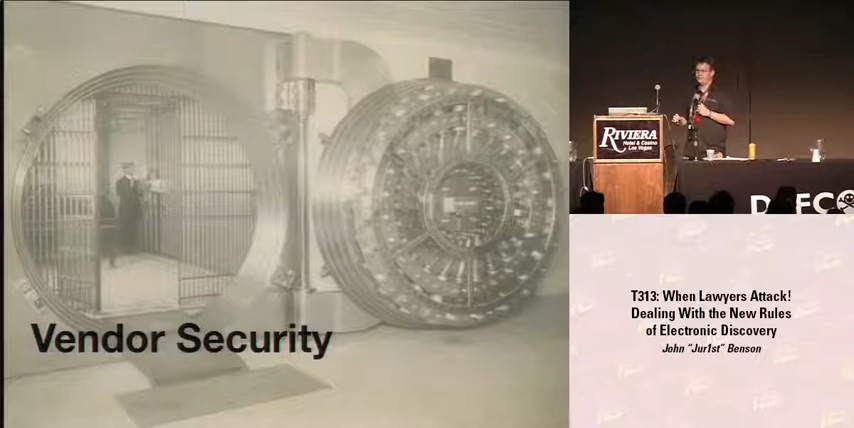 Vendor Security
RIVIERA
Hotel & Casino
Las Vegas
DEFCO
T313: When Lawyers Attack!
Dealing With the New Rules
of Electronic Discovery
John "Jur1st" Benson